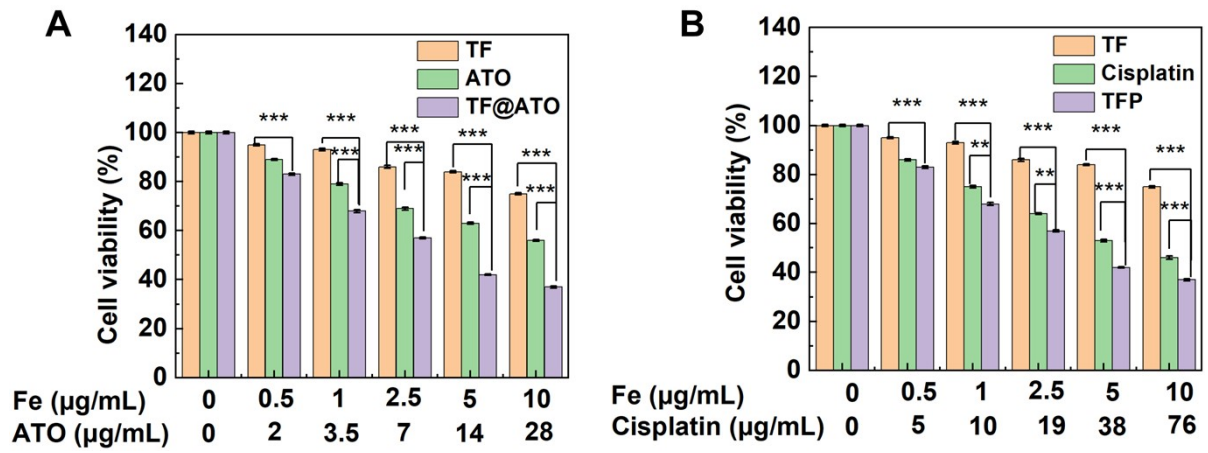 A
140
120
100
80
60
40
20
0
Cell viability (%)
TF
ATO
TF@ATO
***
***
***
***
***
***
***
***
***
Fe (µg/mL) 0 0.5 1 2.5 5 10
ATO (µg/mL) 0 2 3.5 7 14 28
B
140
120
100
80
60
40
20
0
Cell viability (%)
TF
Cisplatin
TFP
***
***
**
***
**
***
***
***
***
Fe (µg/mL) 0 0.5 1 2.5 5 10
Cisplatin (µg/mL) 0 5 10 19 38 76